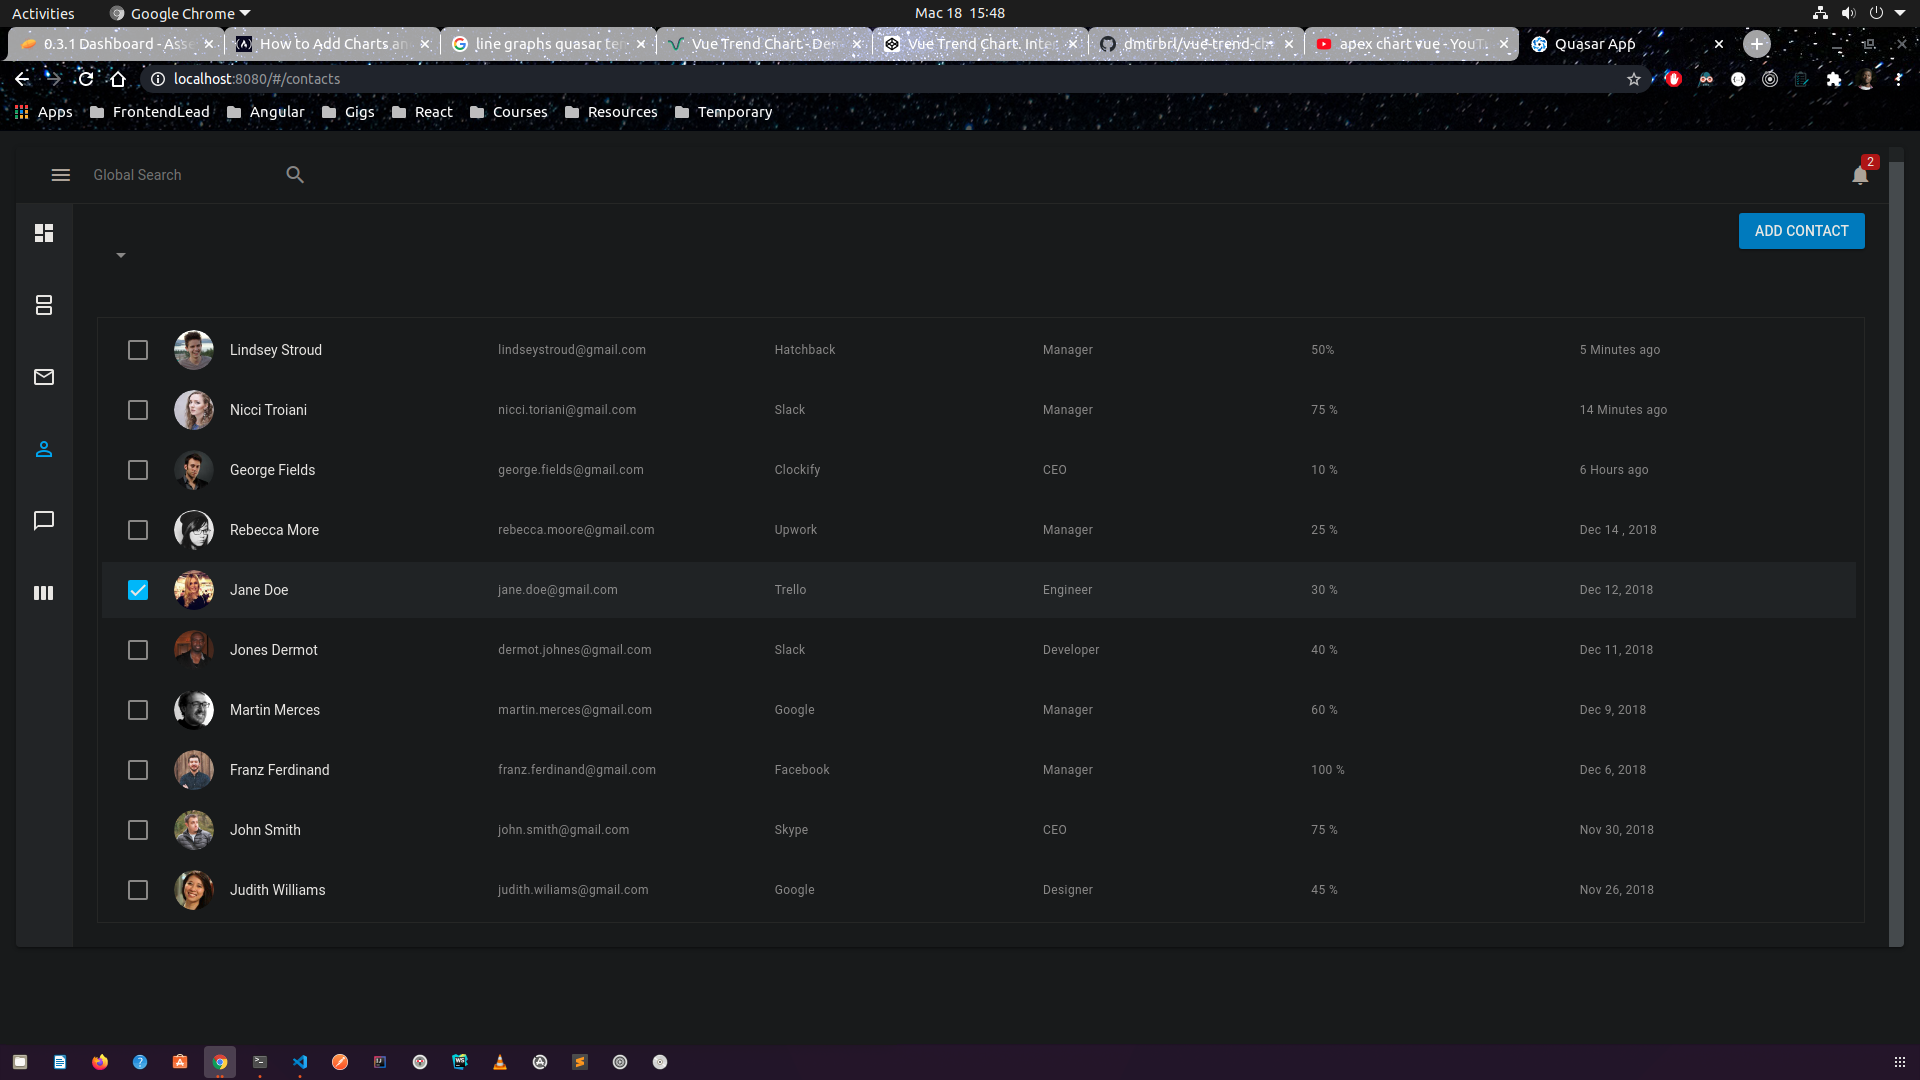 Activities Google Chrome Mac 18 15:48
0.3.1 Dashboard - Asse How to Add Charts an line graphs quasar te Vue Trend Chart - Dem Vue Trend Chart. Inter dmtrbrl/vue-trend-ch apex chart vue - YouT Quasar App
localhost:8080/#/contacts
Apps FrontendLead Angular Gigs React Courses Resources Temporary
Global Search 2
ADD CONTACT
Lindsey Stroud lindseystroud@gmail.com Hatchback Manager 50% 5 Minutes ago
Nicci Troiani nicci.toriani@gmail.com Slack Manager 75 % 14 Minutes ago
George Fields george.fields@gmail.com Clockify CEO 10 % 6 Hours ago
Rebecca More rebecca.moore@gmail.com Upwork Manager 25 % Dec 14 , 2018
Jane Doe jane.doe@gmail.com Trello Engineer 30 % Dec 12, 2018
Jones Dermot dermot.johnes@gmail.com Slack Developer 40 % Dec 11, 2018
Martin Merces martin.merces@gmail.com Google Manager 60 % Dec 9, 2018
Franz Ferdinand franz.ferdinand@gmail.com Facebook Manager 100 % Dec 6, 2018
John Smith john.smith@gmail.com Skype CEO 75 % Nov 30, 2018
Judith Williams judith.wiliams@gmail.com Google Designer 45 % Nov 26, 2018